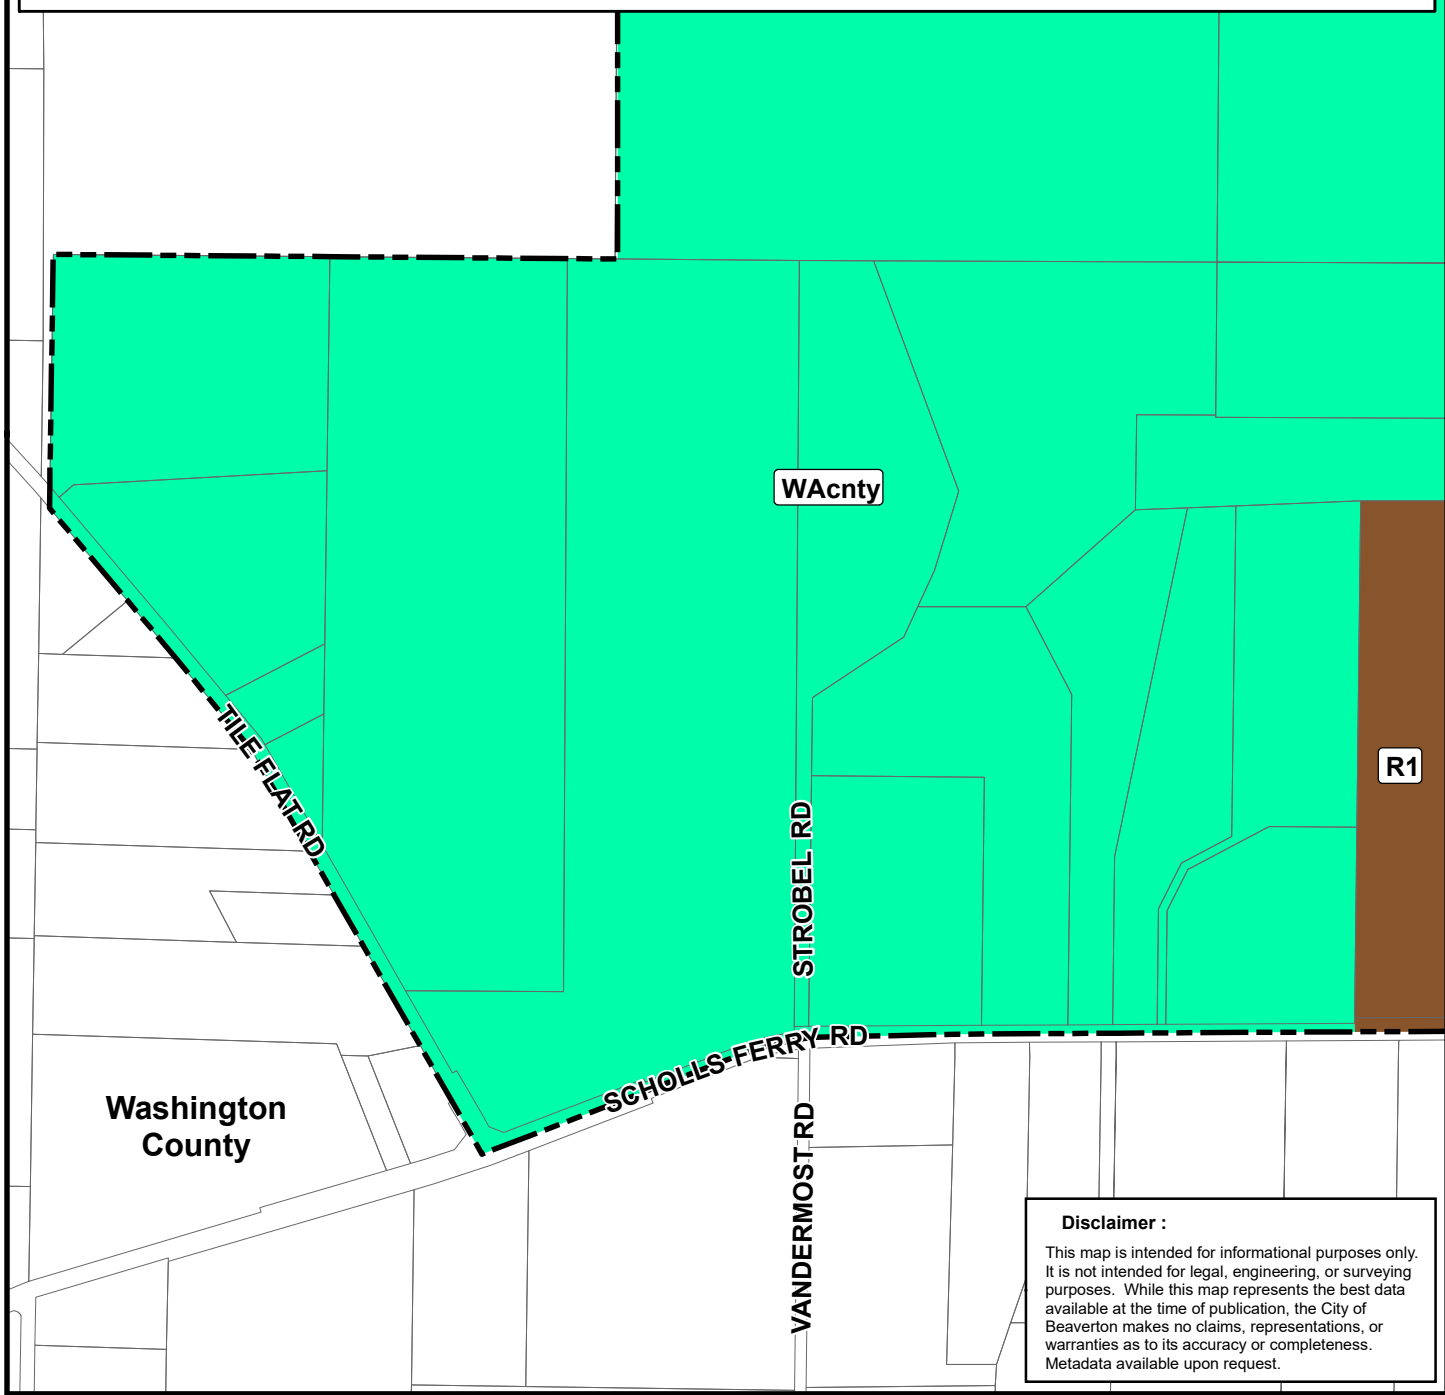 WAcnty
R1
TILE FLAT RD
STROBEL RD
SCHOLLS FERRY RD
VANDERMOST RD
Washington
County
Disclaimer :
This map is intended for informational purposes only.
It is not intended for legal, engineering, or surveying
purposes. While this map represents the best data
available at the time of publication, the City of
Beaverton makes no claims, representations, or
warranties as to its accuracy or completeness.
Metadata available upon request.